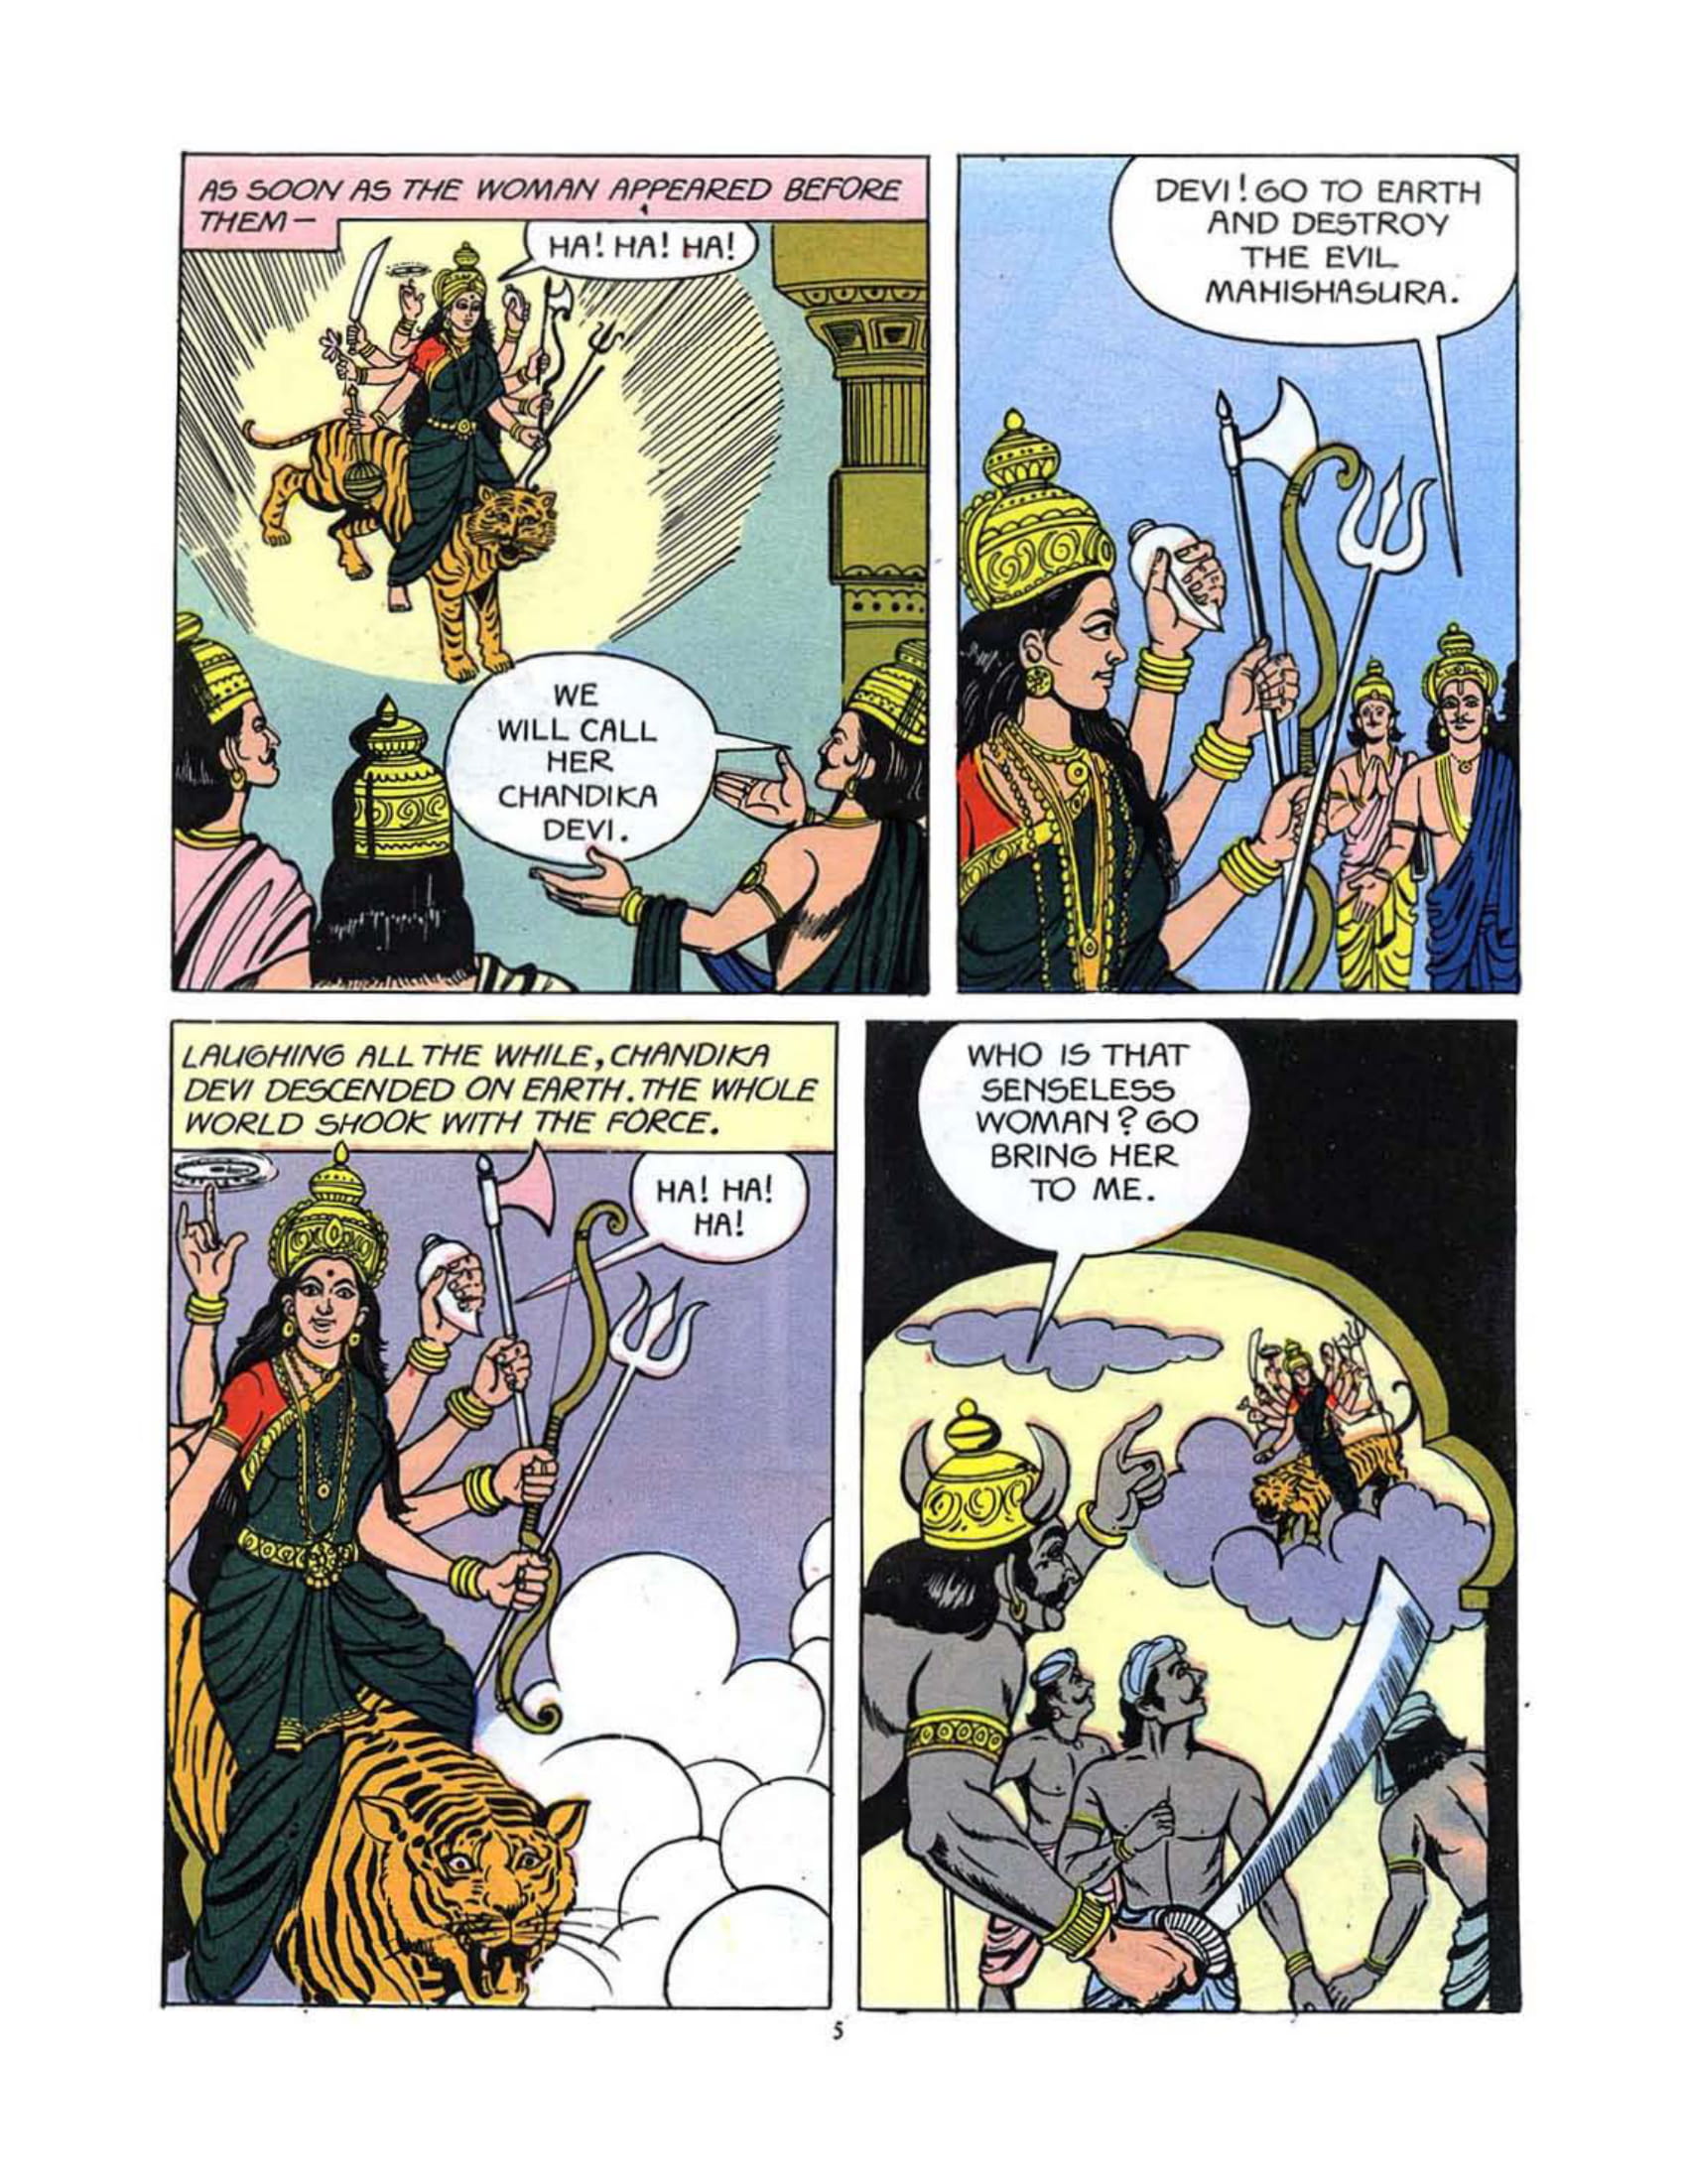 AS SOON AS THE WOMAN APPEARED BEFORE
THEM—
HA! HA! HA!
WE
WILL CALL
HER
CHANDIKA
DEVI.
DEVI! GO TO EARTH
AND DESTROY
THE EVIL
MAHISHASURA.
LAUGHING ALL THE WHILE, CHANDIKA
DEVI DESCENDED ON EARTH. THE WHOLE
WORLD SHOOK WITH THE FORCE.
HA! HA!
HA!
WHO IS THAT
SENSELESS
WOMAN? GO
BRING HER
TO ME.
5